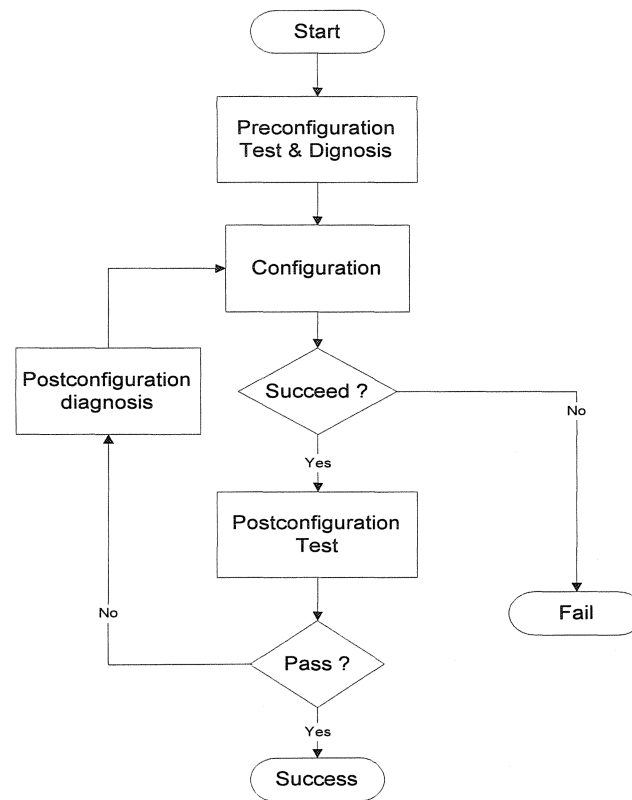 Start
Preconfiguration
Test & Dignosis
Configuration
Postconfiguration
diagnosis
Succeed ?
No
Yes
Postconfiguration
Test
Fail
No
Pass ?
Yes
Success